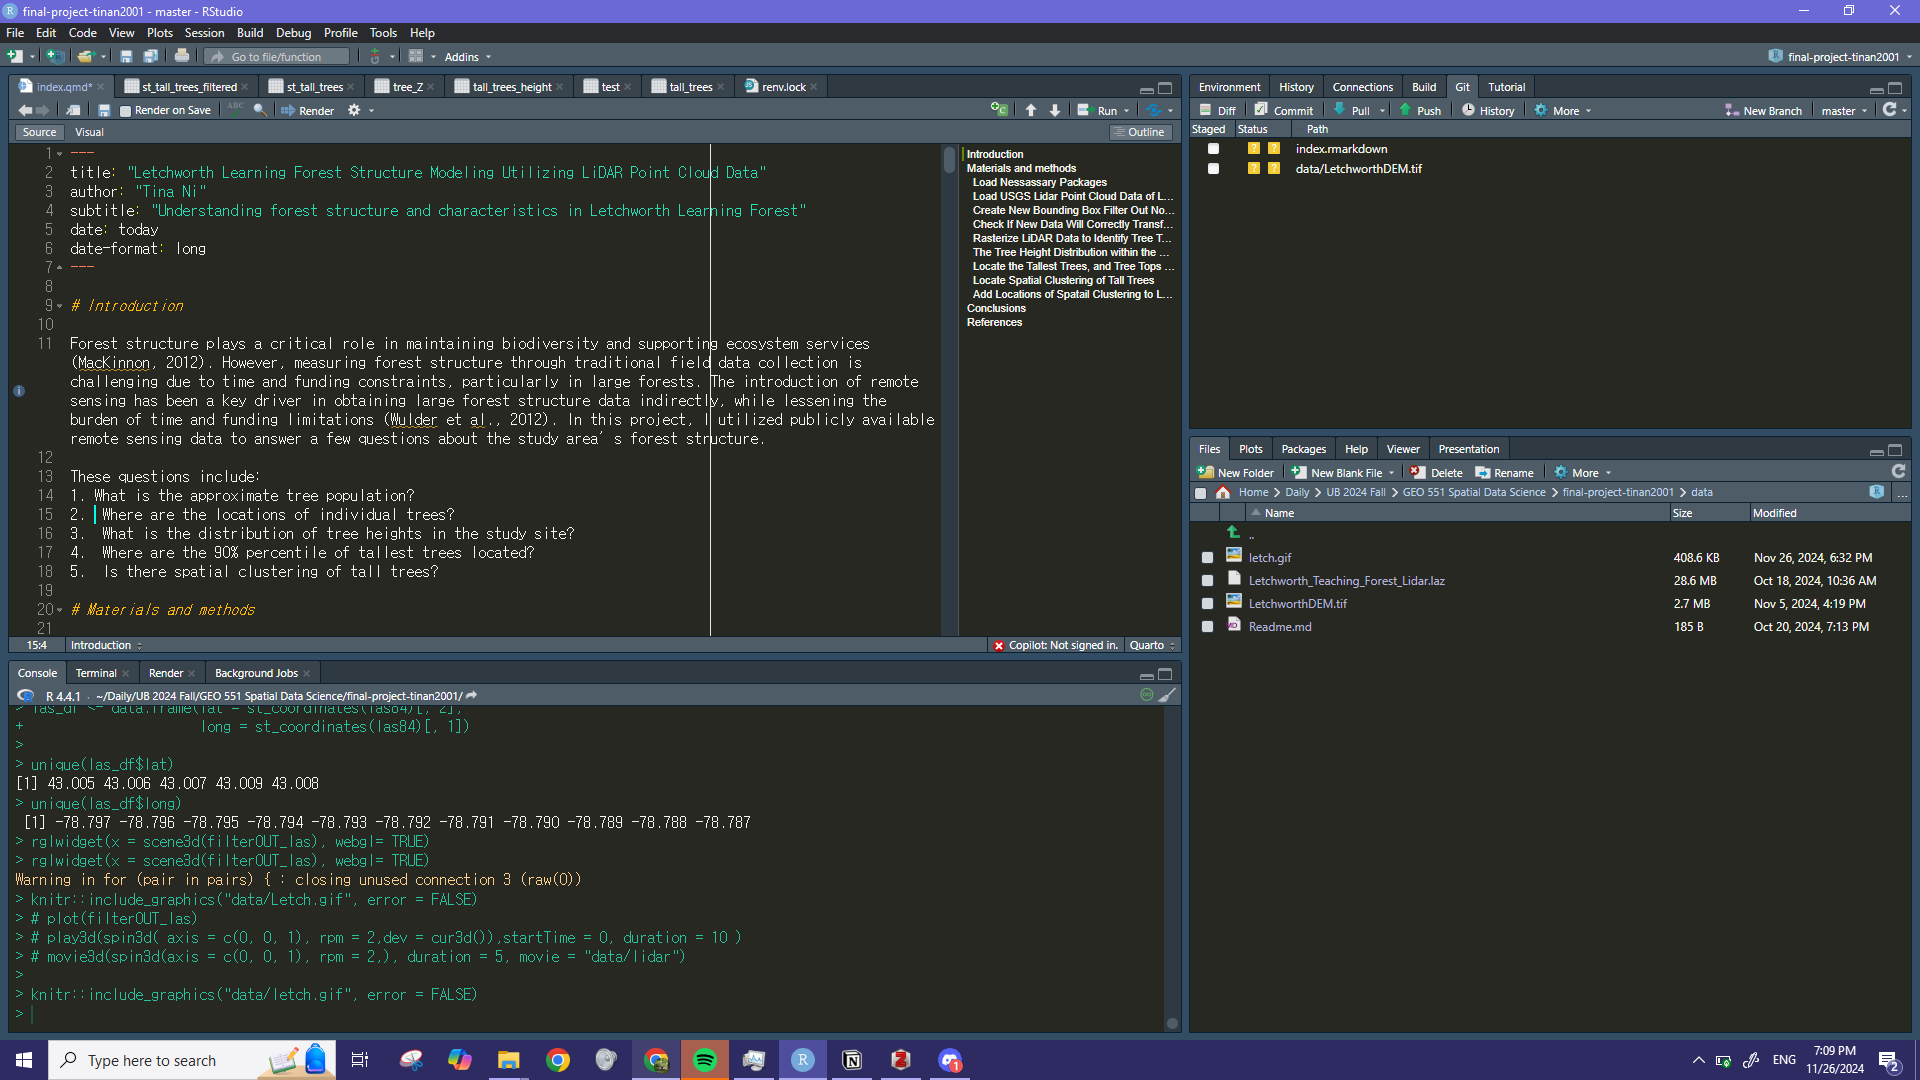 final-project-tinan2001 - master - RStudio
File Edit Code View Plots Session Build Debug Profile Tools Help
Go to file/function Addins final-project-tinan2001
index.qmd* st_tall_trees_filtered st_tall_trees tree_Z tall_trees_height test tall_trees renv.lock
Render on Save ABC Render Run
Source Visual Outline
1 ---
2 title: "Letchworth Learning Forest Structure Modeling Utilizing LiDAR Point Cloud Data"
3 author: "Tina Ni"
4 subtitle: "Understanding forest structure and characteristics in Letchworth Learning Forest"
5 date: today
6 date-format: long
7 ---
8
9 # Introduction
10
11 Forest structure plays a critical role in maintaining biodiversity and supporting ecosystem services
(MacKinnon, 2012). However, measuring forest structure through traditional field data collection is
challenging due to time and funding constraints, particularly in large forests. The introduction of remote
sensing has been a key driver in obtaining large forest structure data indirectly, while lessening the
burden of time and funding limitations (Wulder et al., 2012). In this project, I utilized publicly available
remote sensing data to answer a few questions about the study area's forest structure.
12
13 These questions include:
14 1. What is the approximate tree population?
15 2. Where are the locations of individual trees?
16 3. What is the distribution of tree heights in the study site?
17 4. Where are the 90% percentile of tallest trees located?
18 5. Is there spatial clustering of tall trees?
19
20 # Materials and methods
21
15:4 Introduction Copilot: Not signed in. Quarto
Introduction
Materials and methods
Load Nessassary Packages
Load USGS Lidar Point Cloud Data of L...
Create New Bounding Box Filter Out No...
Check If New Data Will Correctly Transf...
Rasterize LiDAR Data to Identify Tree T...
The Tree Height Distribution within the ...
Locate the Tallest Trees, and Tree Tops ...
Locate Spatial Clustering of Tall Trees
Add Locations of Spatail Clustering to L...
Conclusions
References
Console Terminal Render Background Jobs
R 4.4.1 · ~/Daily/UB 2024 Fall/GEO 551 Spatial Data Science/final-project-tinan2001/
> las_df <- data.frame(lat = st_coordinates(las84)[, 2],
+ long = st_coordinates(las84)[, 1])
>
> unique(las_df$lat)
[1] 43.005 43.006 43.007 43.009 43.008
> unique(las_df$long)
[1] -78.797 -78.796 -78.795 -78.794 -78.793 -78.792 -78.791 -78.790 -78.789 -78.788 -78.787
> rglwidget(x = scene3d(filterOUT_las), webgl= TRUE)
> rglwidget(x = scene3d(filterOUT_las), webgl= TRUE)
Warning in for (pair in pairs) { : closing unused connection 3 (raw(0))
> knitr::include_graphics("data/Letch.gif", error = FALSE)
> # plot(filterOUT_las)
> # play3d(spin3d( axis = c(0, 0, 1), rpm = 2,dev = cur3d()),startTime = 0, duration = 10 )
> # movie3d(spin3d(axis = c(0, 0, 1), rpm = 2,), duration = 5, movie = "data/lidar")
>
> knitr::include_graphics("data/letch.gif", error = FALSE)
>
Environment History Connections Build Git Tutorial
Diff Commit Pull Push History More New Branch master
Staged Status Path
? ? index.rmarkdown
? ? data/LetchworthDEM.tif
Files Plots Packages Help Viewer Presentation
New Folder New Blank File Delete Rename More
Home > Daily > UB 2024 Fall > GEO 551 Spatial Data Science > final-project-tinan2001 > data ...
Name Size Modified
..
letch.gif 408.6 KB Nov 26, 2024, 6:32 PM
Letchworth_Teaching_Forest_Lidar.laz 28.6 MB Oct 18, 2024, 10:36 AM
LetchworthDEM.tif 2.7 MB Nov 5, 2024, 4:19 PM
Readme.md 185 B Oct 20, 2024, 7:13 PM
Type here to search
ENG
7:09 PM
11/26/2024
2